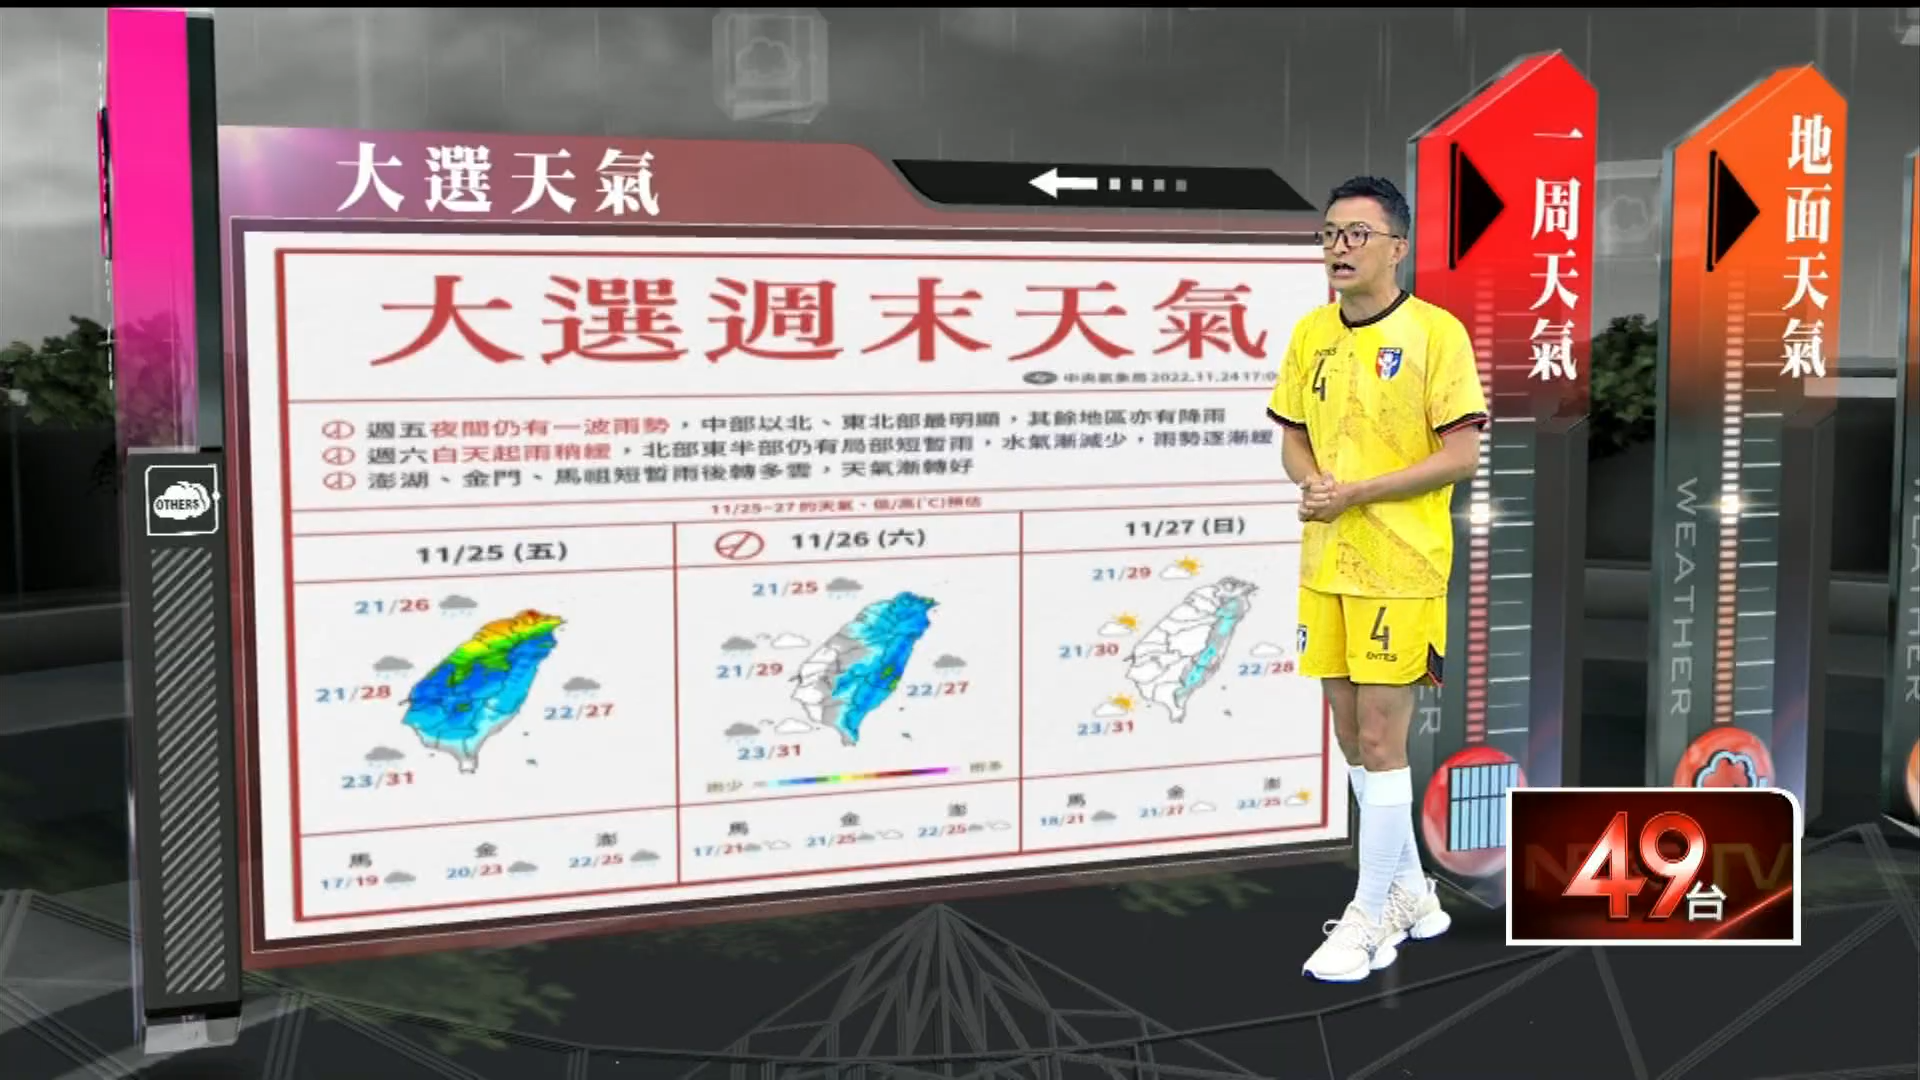 大選天氣
大選週末天氣
中央氣象局 2022.11.24 17:0
週五夜間仍有一波雨勢，中部以北、東北部最明顯，其餘地區亦有降雨
週六白天起雨稍緩，北部東半部仍有局部短暫雨，水氣漸減少，雨勢逐漸緩
澎湖、金門、馬祖短暫雨後轉多雲，天氣漸轉好
11/25~27的天氣、低/高(°C)預估
11/25 (五)
21/26
21/28
22/27
23/31
馬 金 澎
17/19 20/23 22/25
11/26 (六)
21/25
21/29
22/27
23/31
雨少 雨多
馬 金 澎
17/21 21/25 22/25
11/27 (日)
21/29
21/30
22/28
23/31
馬 金 澎
18/21 21/27 23/25
OTHERS
ENTES
4
4
ENTES
一周天氣
ER
地面天氣
WEATHER
49台